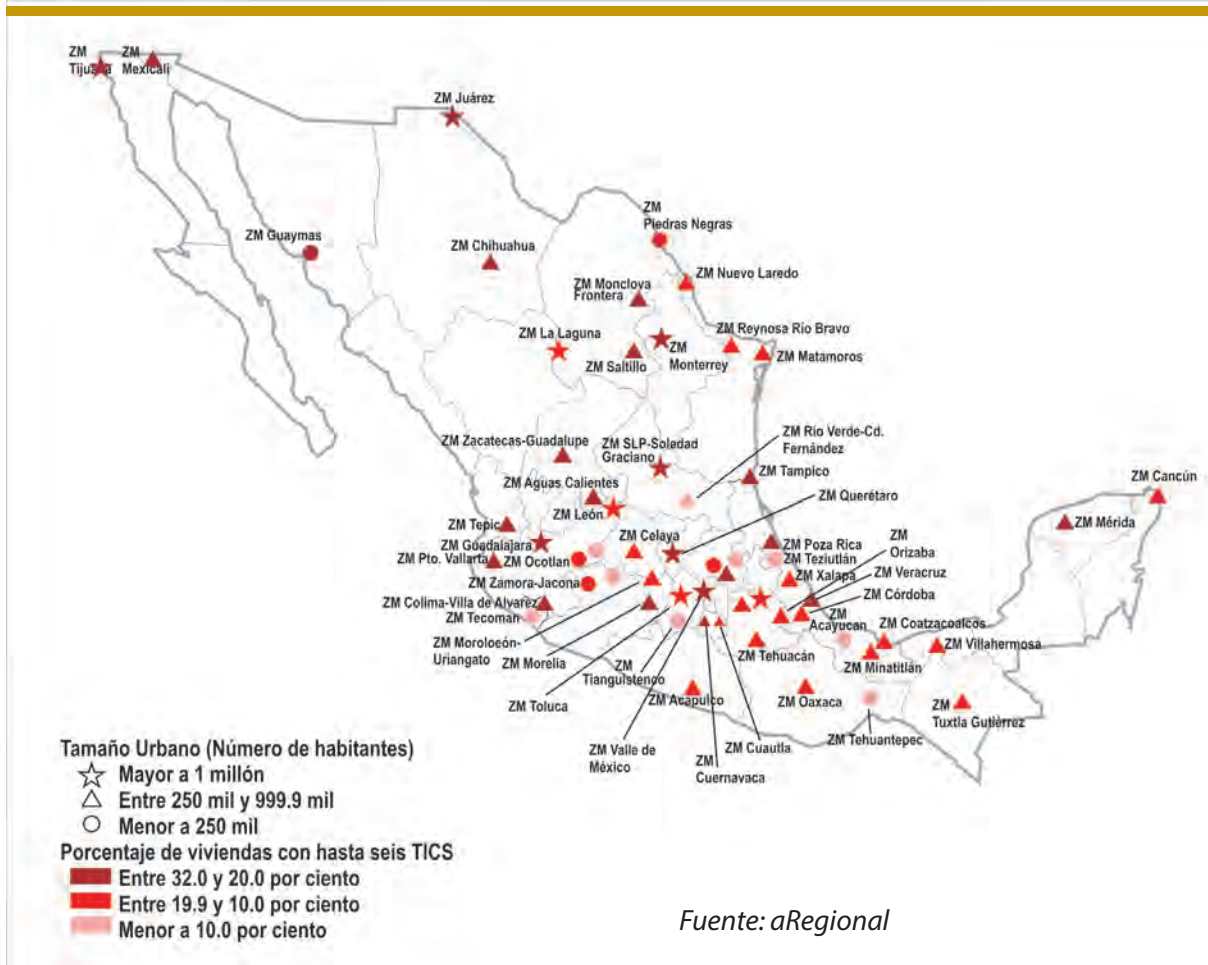 ZM
Tijuana
ZM
Mexicali
ZM Juárez
ZM
Piedras Negras
ZM Guaymas
ZM Chihuahua
ZM Nuevo Laredo
ZM Monclova
Frontera
ZM La Laguna
ZM Reynosa Río Bravo
ZM Saltillo
ZM
Monterrey
ZM Matamoros
ZM Zacatecas-Guadalupe
ZM SLP-Soledad
Graciano
ZM Río Verde-Cd.
Fernández
ZM Tampico
ZM Aguas Calientes
ZM Querétaro
ZM Cancún
ZM León
ZM Tepic
ZM Mérida
ZM Guadalajara
ZM Celaya
ZM Poza Rica
ZM
Orizaba
ZM Pto. Vallarta
ZM Ocotlan
ZM Teziutlán
ZM Veracruz
ZM Zamora-Jacona
ZM Xalapa
ZM Córdoba
ZM Colima-Villa de Alvarez
ZM
Acayucan
ZM Coatzacoalcos
ZM Tecoman
ZM Villahermosa
ZM Moroloeón-
Uriangato
ZM Morelia
ZM
Tianguistenco
ZM Tehuacán
ZM Minatitlán
ZM Toluca
ZM Acapulco
ZM Oaxaca
ZM
Tuxtla Gutiérrez
ZM Valle de
México
ZM
Cuernavaca
ZM Cuautla
ZM Tehuantepec
Tamaño Urbano (Número de habitantes)
Mayor a 1 millón
Entre 250 mil y 999.9 mil
Menor a 250 mil
Porcentaje de viviendas con hasta seis TICS
Entre 32.0 y 20.0 por ciento
Entre 19.9 y 10.0 por ciento
Menor a 10.0 por ciento
Fuente: aRegional